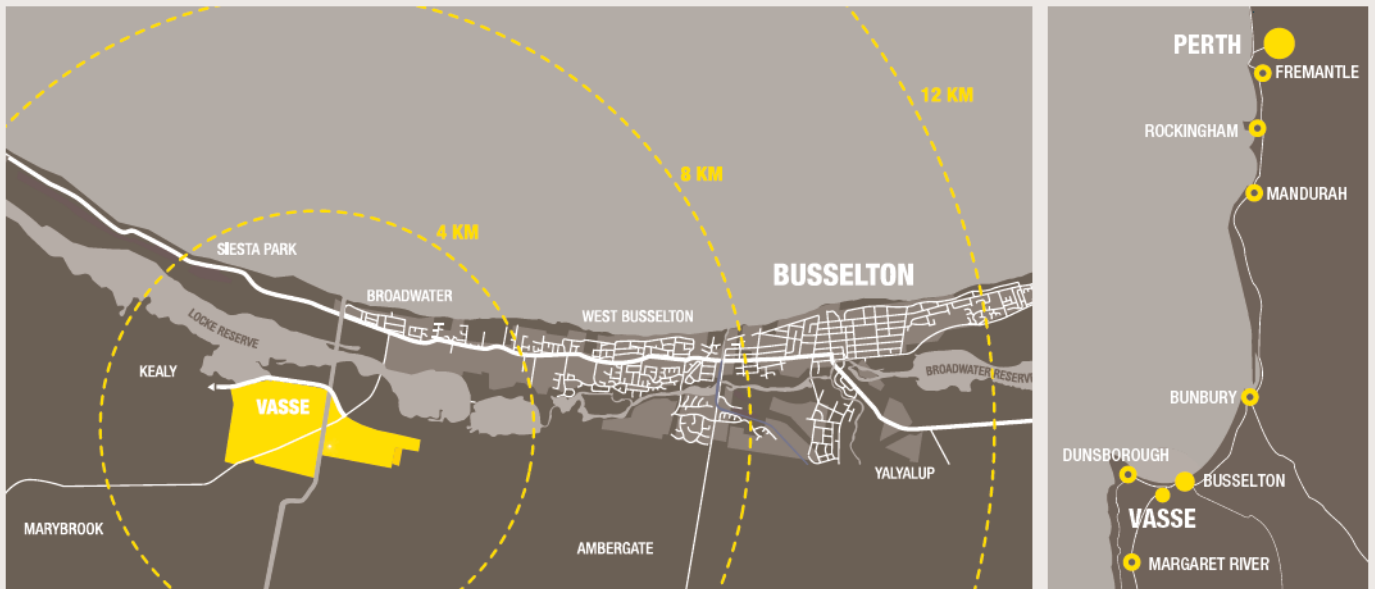 12 KM
8 KM
4 KM
SIESTA PARK
BUSSELTON
BROADWATER
WEST BUSSELTON
LOCKE RESERVE
KEALY
BROADWATER RESERVE
VASSE
YALYALUP
MARYBROOK
AMBERGATE
PERTH
FREMANTLE
ROCKINGHAM
MANDURAH
BUNBURY
DUNSBOROUGH
BUSSELTON
VASSE
MARGARET RIVER